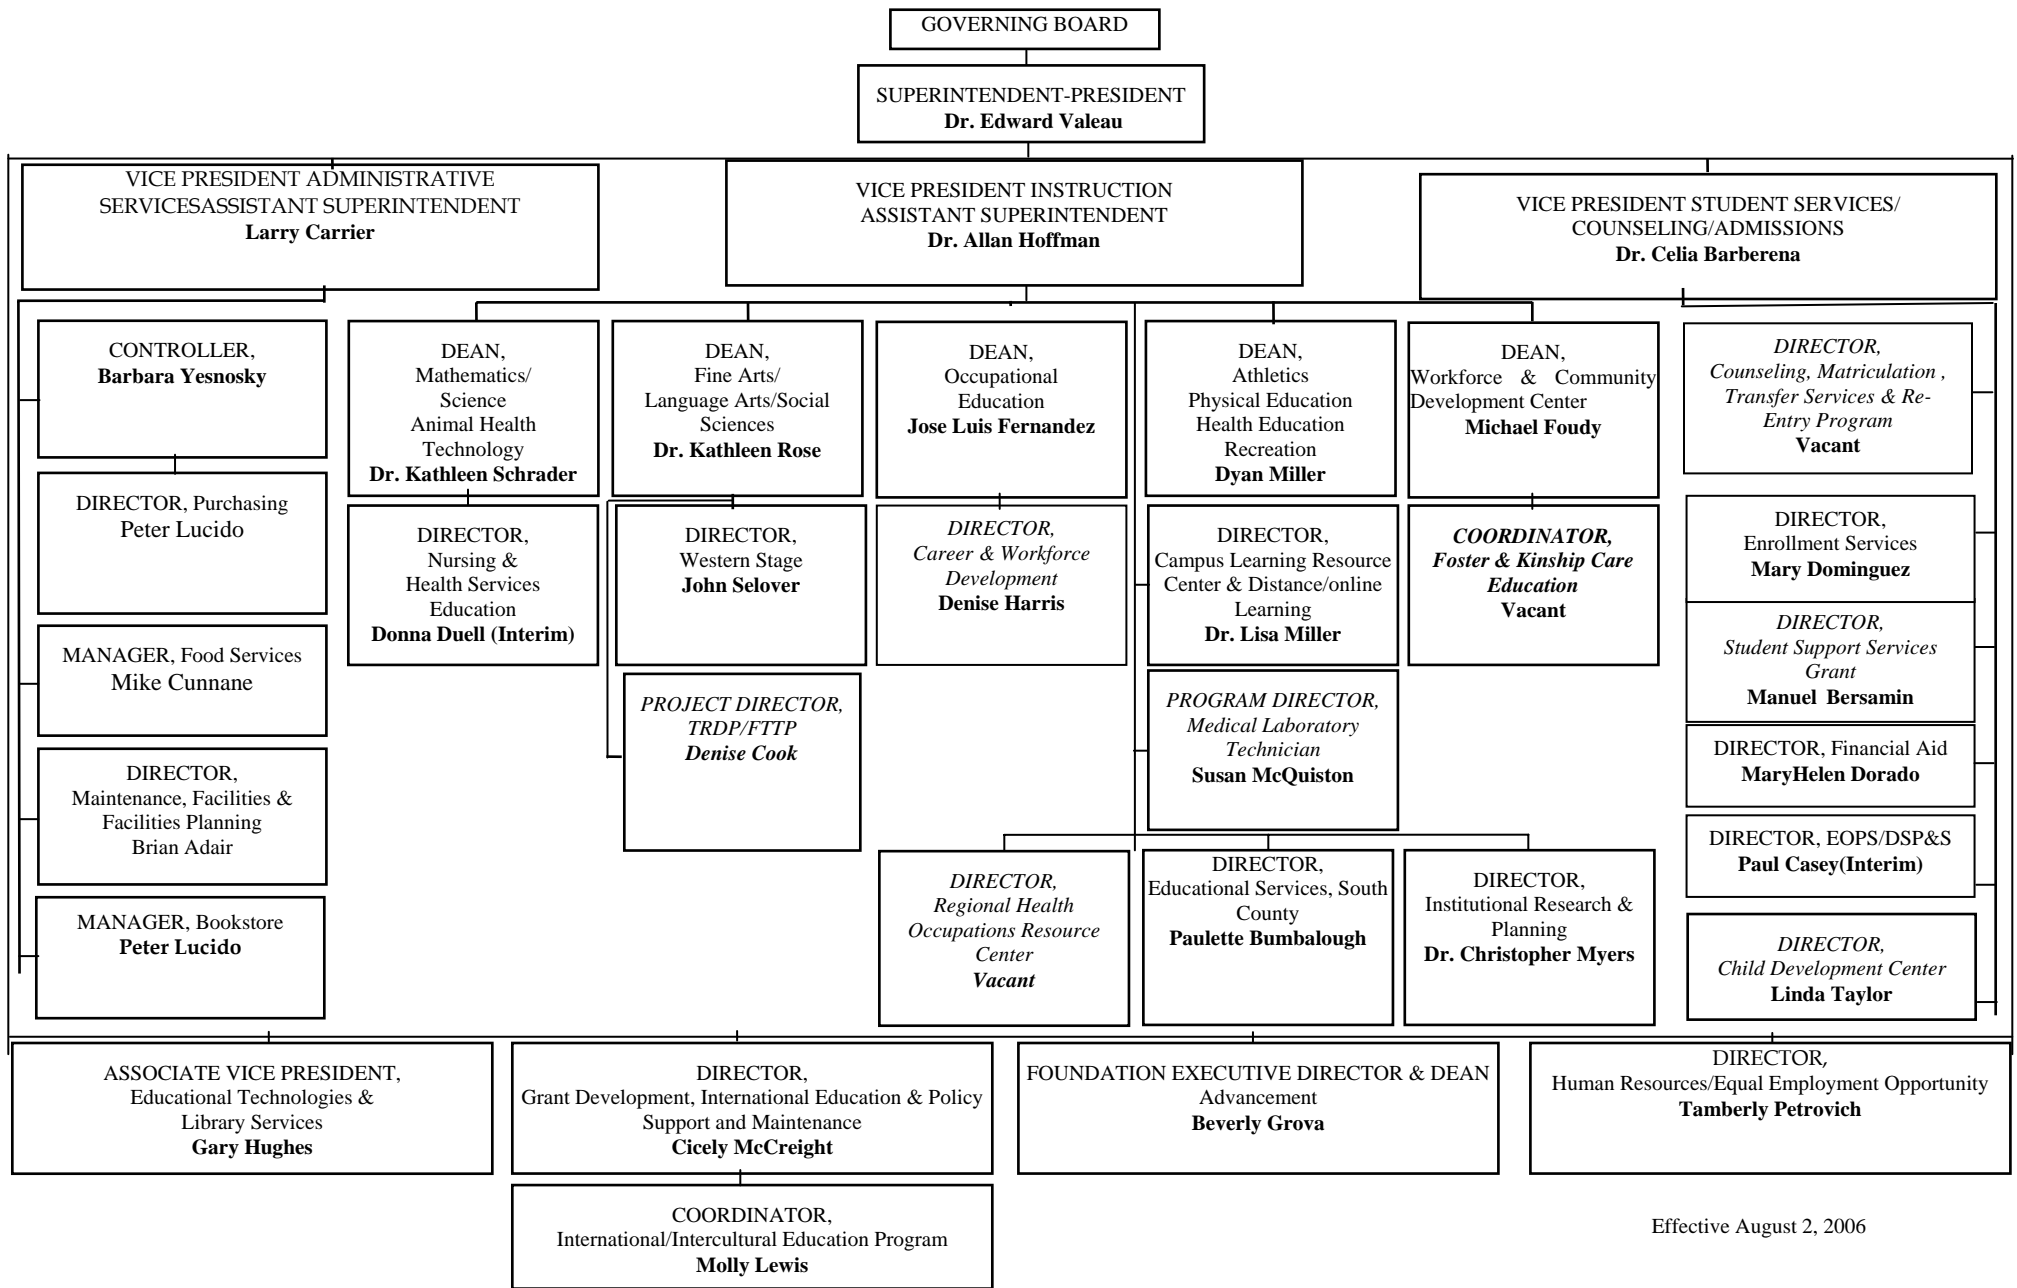 GOVERNING BOARD
SUPERINTENDENT-PRESIDENT
Dr. Edward Valeau
VICE PRESIDENT ADMINISTRATIVE
SERVICESASSISTANT SUPERINTENDENT
Larry Carrier
VICE PRESIDENT INSTRUCTION
ASSISTANT SUPERINTENDENT
Dr. Allan Hoffman
VICE PRESIDENT STUDENT SERVICES/
COUNSELING/ADMISSIONS
Dr. Celia Barberena
CONTROLLER,
Barbara Yesnosky
DEAN,
Mathematics/
Science
Animal Health
Technology
Dr. Kathleen Schrader
DEAN,
Fine Arts/
Language Arts/Social
Sciences
Dr. Kathleen Rose
DEAN,
Occupational
Education
Jose Luis Fernandez
DEAN,
Athletics
Physical Education
Health Education
Recreation
Dyan Miller
DEAN,
Workforce & Community
Development Center
Michael Foudy
DIRECTOR,
Counseling, Matriculation ,
Transfer Services & Re-
Entry Program
Vacant
DIRECTOR, Purchasing
Peter Lucido
DIRECTOR,
Nursing &
Health Services
Education
Donna Duell (Interim)
DIRECTOR,
Western Stage
John Selover
DIRECTOR,
Career & Workforce
Development
Denise Harris
DIRECTOR,
Campus Learning Resource
Center & Distance/online
Learning
Dr. Lisa Miller
COORDINATOR,
Foster & Kinship Care
Education
Vacant
DIRECTOR,
Enrollment Services
Mary Dominguez
DIRECTOR,
Student Support Services
Grant
Manuel Bersamin
MANAGER, Food Services
Mike Cunnane
PROJECT DIRECTOR,
TRDP/FTTP
Denise Cook
PROGRAM DIRECTOR,
Medical Laboratory
Technician
Susan McQuiston
DIRECTOR, Financial Aid
MaryHelen Dorado
DIRECTOR,
Maintenance, Facilities &
Facilities Planning
Brian Adair
DIRECTOR, EOPS/DSP&S
Paul Casey(Interim)
MANAGER, Bookstore
Peter Lucido
DIRECTOR,
Regional Health
Occupations Resource
Center
Vacant
DIRECTOR,
Educational Services, South
County
Paulette Bumbalough
DIRECTOR,
Institutional Research &
Planning
Dr. Christopher Myers
DIRECTOR,
Child Development Center
Linda Taylor
ASSOCIATE VICE PRESIDENT,
Educational Technologies &
Library Services
Gary Hughes
DIRECTOR,
Grant Development, International Education & Policy
Support and Maintenance
Cicely McCreight
FOUNDATION EXECUTIVE DIRECTOR & DEAN
Advancement
Beverly Grova
DIRECTOR,
Human Resources/Equal Employment Opportunity
Tamberly Petrovich
COORDINATOR,
International/Intercultural Education Program
Molly Lewis
Effective August 2, 2006